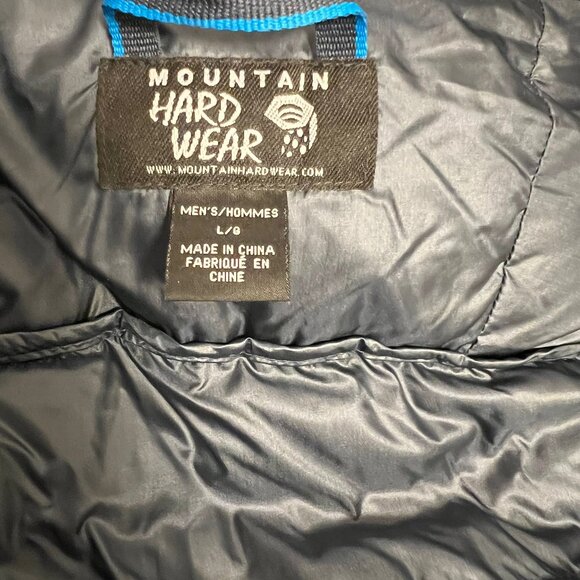 MOUNTAIN
HARD
WEAR
WWW.MOUNTAINHARDWEAR.COM
MEN'S/HOMMES
L/G
MADE IN CHINA
FABRIQUÉ EN
CHINE